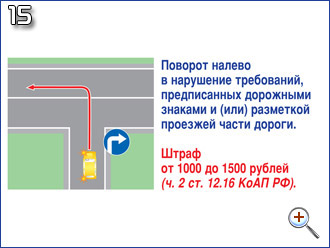 15
Поворот налево
в нарушение требований,
предписанных дорожными
знаками и (или) разметкой
проезжей части дороги.
Штраф
от 1000 до 1500 рублей
(ч. 2 ст. 12.16 КоАП РФ).